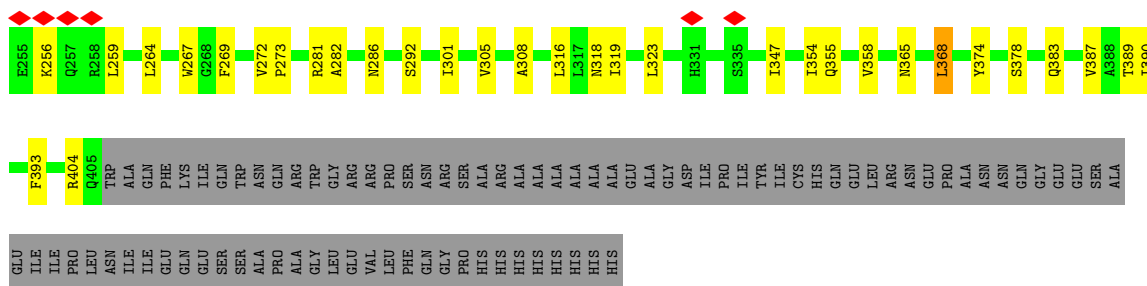 E255 K256 Q257 R258 L259 L264 W267 G268 F269 V272 P273 R281 A282 N286 S292 I301 V305 A308 L316 L317 N318 I319 L323 H331 S335 I347 I354 Q355 V358 N365 L368 Y374 S378 Q383 V387 A388 T389
F393 R404 Q405 TRP ALA GLN PHE LYS ILE GLN TRP ASN GLN ARG TRP GLY ARG ARG PRO SER ASN ARG SER ALA ARG ALA ALA ALA ALA ALA ALA GLU ALA GLY ASP ILE PRO ILE TYR ILE CYS HIS GLN GLU LEU ARG ASN GLU PRO ALA ASN ASN GLN GLY GLU GLU SER ALA
GLU ILE ILE PRO LEU ASN ILE ILE GLU GLN GLU SER SER ALA PRO ALA GLY LEU GLU VAL LEU PHE GLN GLY PRO HIS HIS HIS HIS HIS HIS HIS HIS